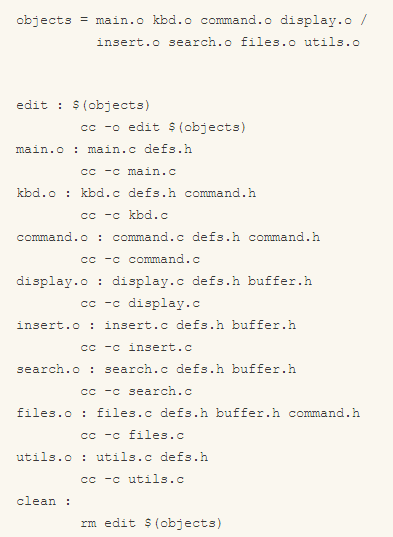 objects = main.o kbd.o command.o display.o /
          insert.o search.o files.o utils.o
edit : $(objects)
        cc -o edit $(objects)
main.o : main.c defs.h
        cc -c main.c
kbd.o : kbd.c defs.h command.h
        cc -c kbd.c
command.o : command.c defs.h command.h
        cc -c command.c
display.o : display.c defs.h buffer.h
        cc -c display.c
insert.o : insert.c defs.h buffer.h
        cc -c insert.c
search.o : search.c defs.h buffer.h
        cc -c search.c
files.o : files.c defs.h buffer.h command.h
        cc -c files.c
utils.o : utils.c defs.h
        cc -c utils.c
clean :
        rm edit $(objects)